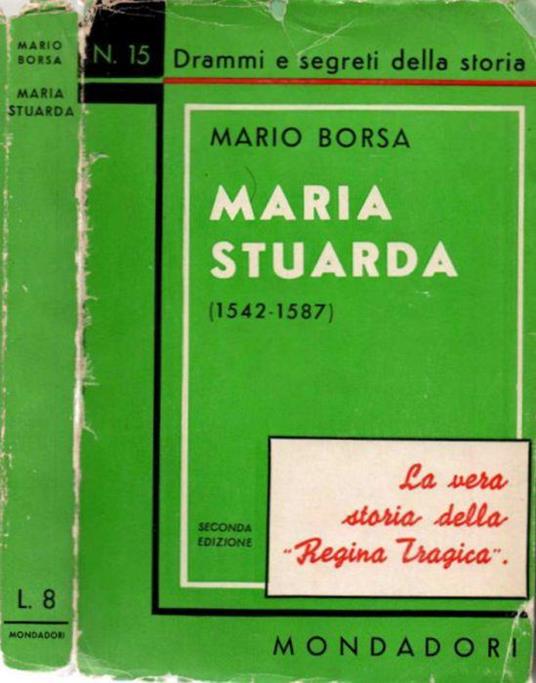 MARIO
BORSA
MARIA
STUARDA
L. 8
MONDADORI
N. 15
Drammi e segreti della storia
MARIO BORSA
MARIA
STUARDA
(1542-1587)
SECONDA
EDIZIONE
La vera
storia della
"Regina Tragica".
MONDADORI